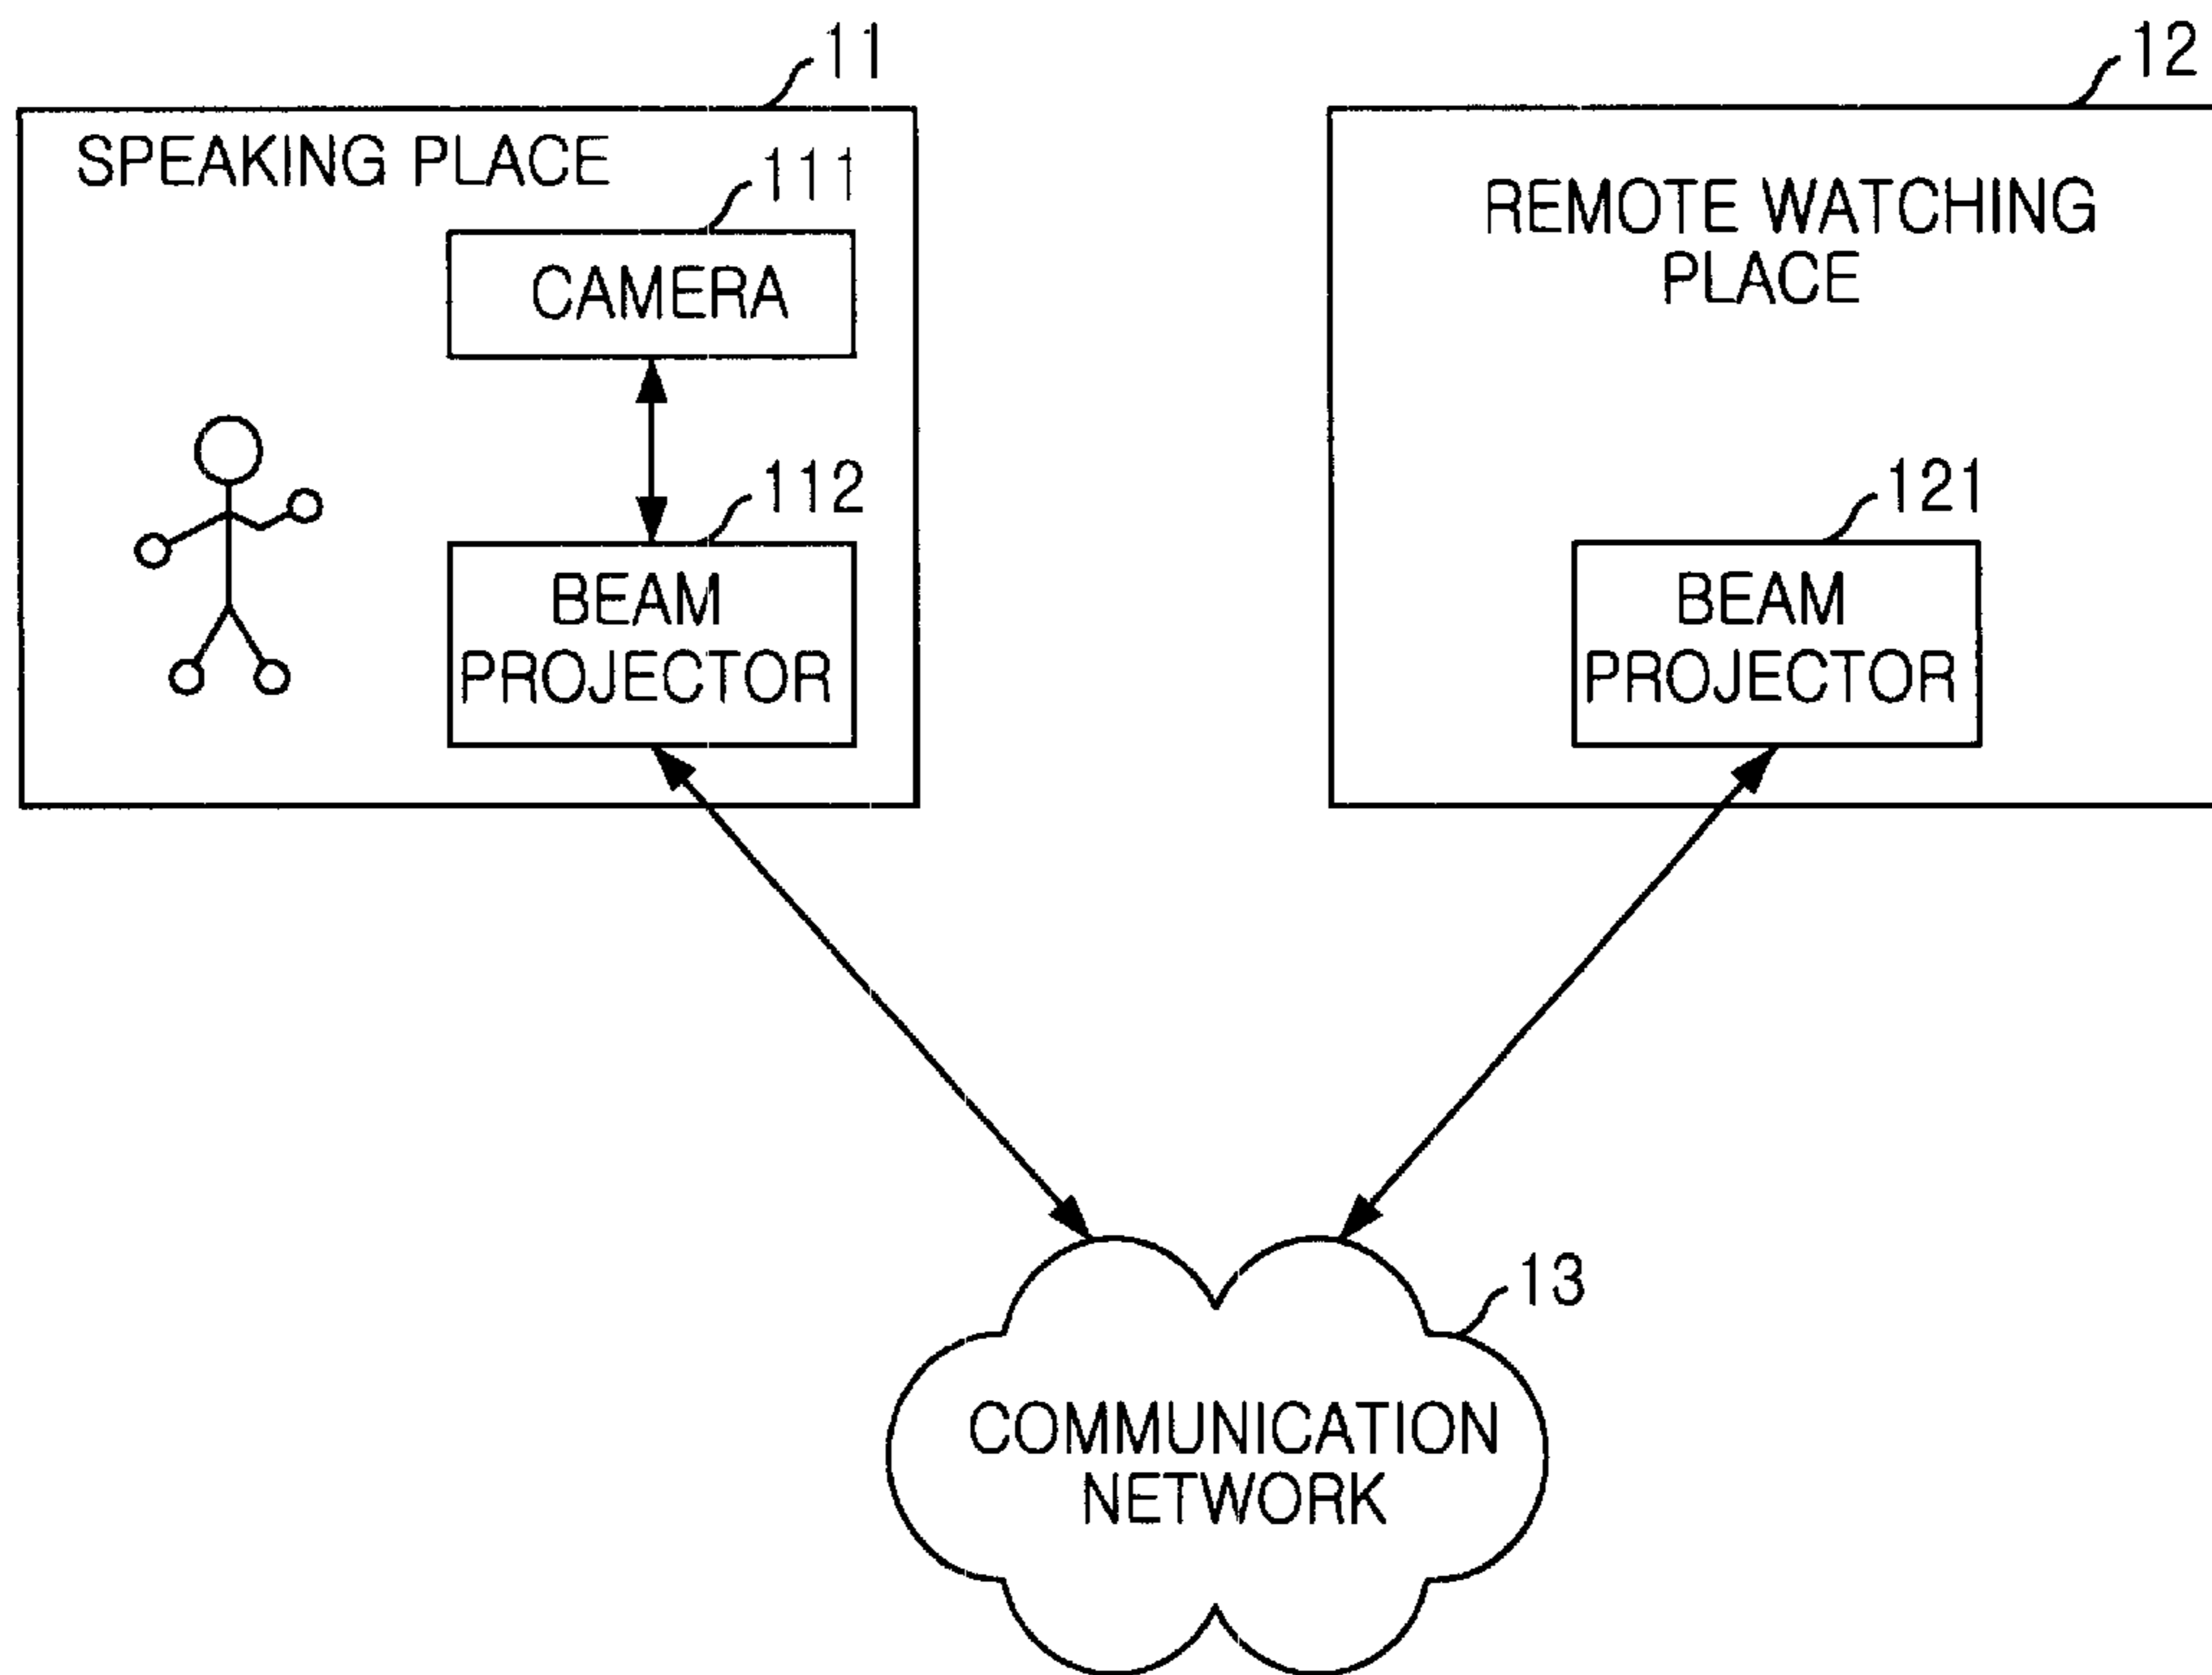 11
SPEAKING PLACE
111
CAMERA
112
BEAM
PROJECTOR
12
REMOTE WATCHING
PLACE
121
BEAM
PROJECTOR
13
COMMUNICATION
NETWORK